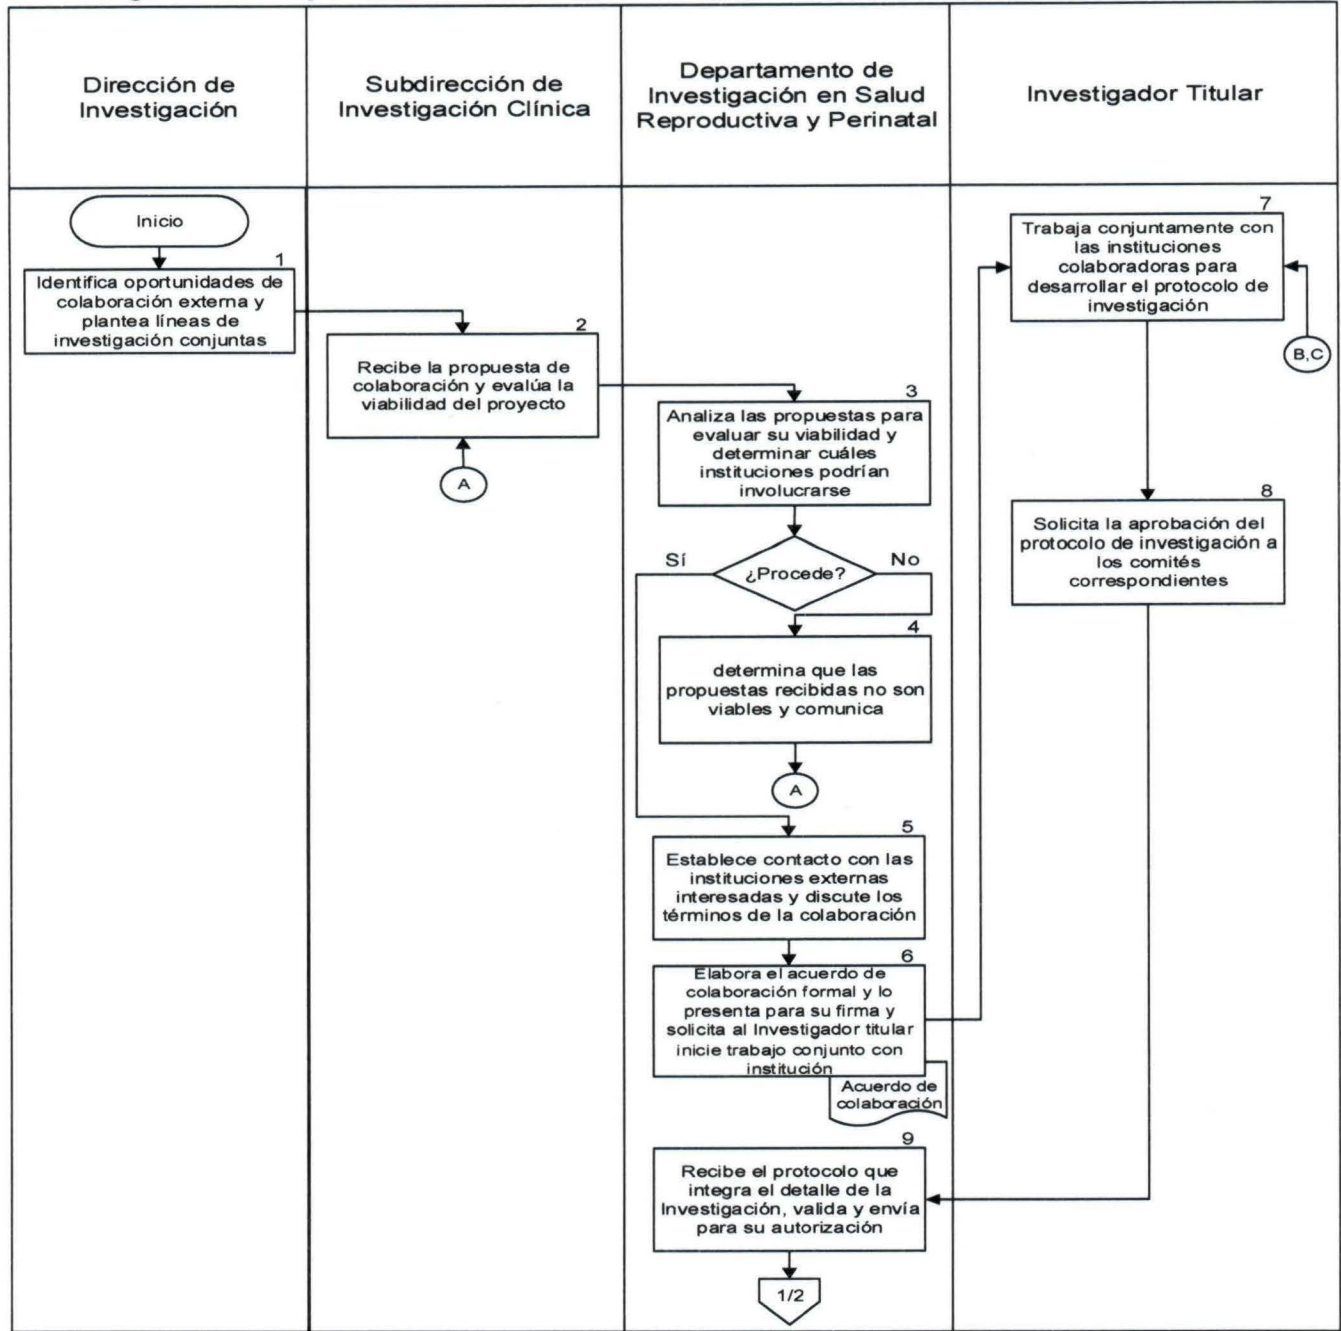 Dirección de
Investigación
Subdirección de
Investigación Clínica
Departamento de
Investigación en Salud
Reproductiva y Perinatal
Investigador Titular
Inicio
1
Identifica oportunidades de
colaboración externa y
plantea líneas de
investigación conjuntas
2
Recibe la propuesta de
colaboración y evalúa la
viabilidad del proyecto
A
3
Analiza las propuestas para
evaluar su viabilidad y
determinar cuáles
instituciones podrían
involucrarse
Sí
¿Procede?
No
4
determina que las
propuestas recibidas no son
viables y comunica
A
5
Establece contacto con las
instituciones externas
interesadas y discute los
términos de la colaboración
6
Elabora el acuerdo de
colaboración formal y lo
presenta para su firma y
solicita al Investigador titular
inicie trabajo conjunto con
institución
Acuerdo de
colaboración
7
Trabaja conjuntamente con
las instituciones
colaboradoras para
desarrollar el protocolo de
investigación
B,C
8
Solicita la aprobación del
protocolo de investigación a
los comités
correspondientes
9
Recibe el protocolo que
integra el detalle de la
Investigación, valida y envía
para su autorización
1/2